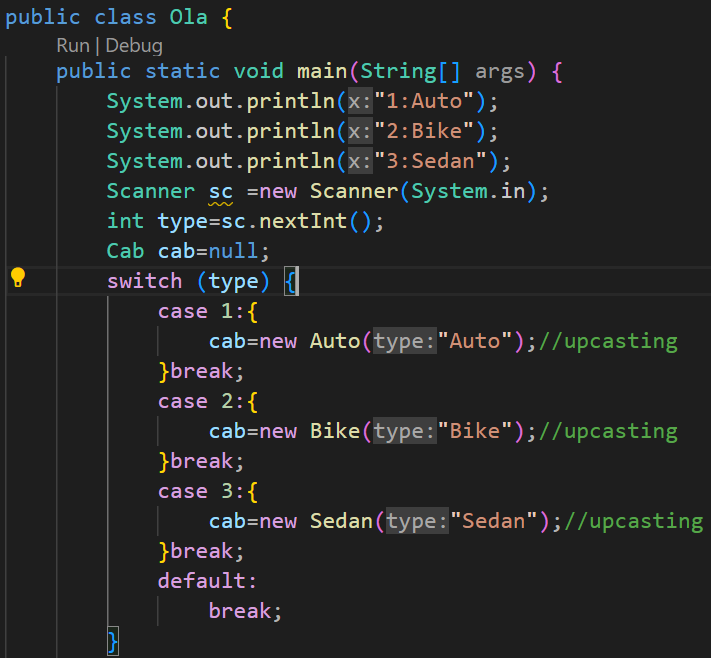 public class Ola {
Run | Debug
public static void main(String[] args) {
System.out.println(x:"1:Auto");
System.out.println(x:"2:Bike");
System.out.println(x:"3:Sedan");
Scanner sc =new Scanner(System.in);
int type=sc.nextInt();
Cab cab=null;
switch (type) {
case 1:{
cab=new Auto(type:"Auto");//upcasting
}break;
case 2:{
cab=new Bike(type:"Bike");//upcasting
}break;
case 3:{
cab=new Sedan(type:"Sedan");//upcasting
}break;
default:
break;
}